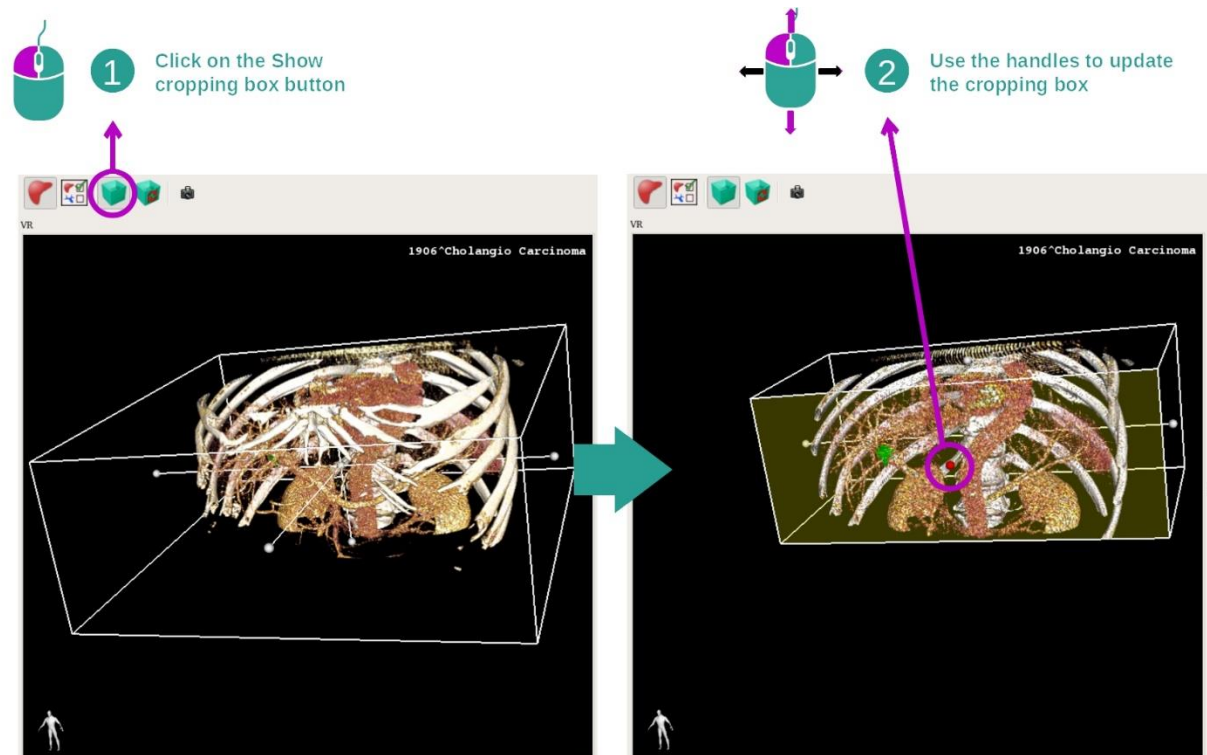 1
Click on the Show
cropping box button
2
Use the handles to update
the cropping box
VR
1906^Cholangio Carcinoma
VR
1906^Cholangio Carcinoma